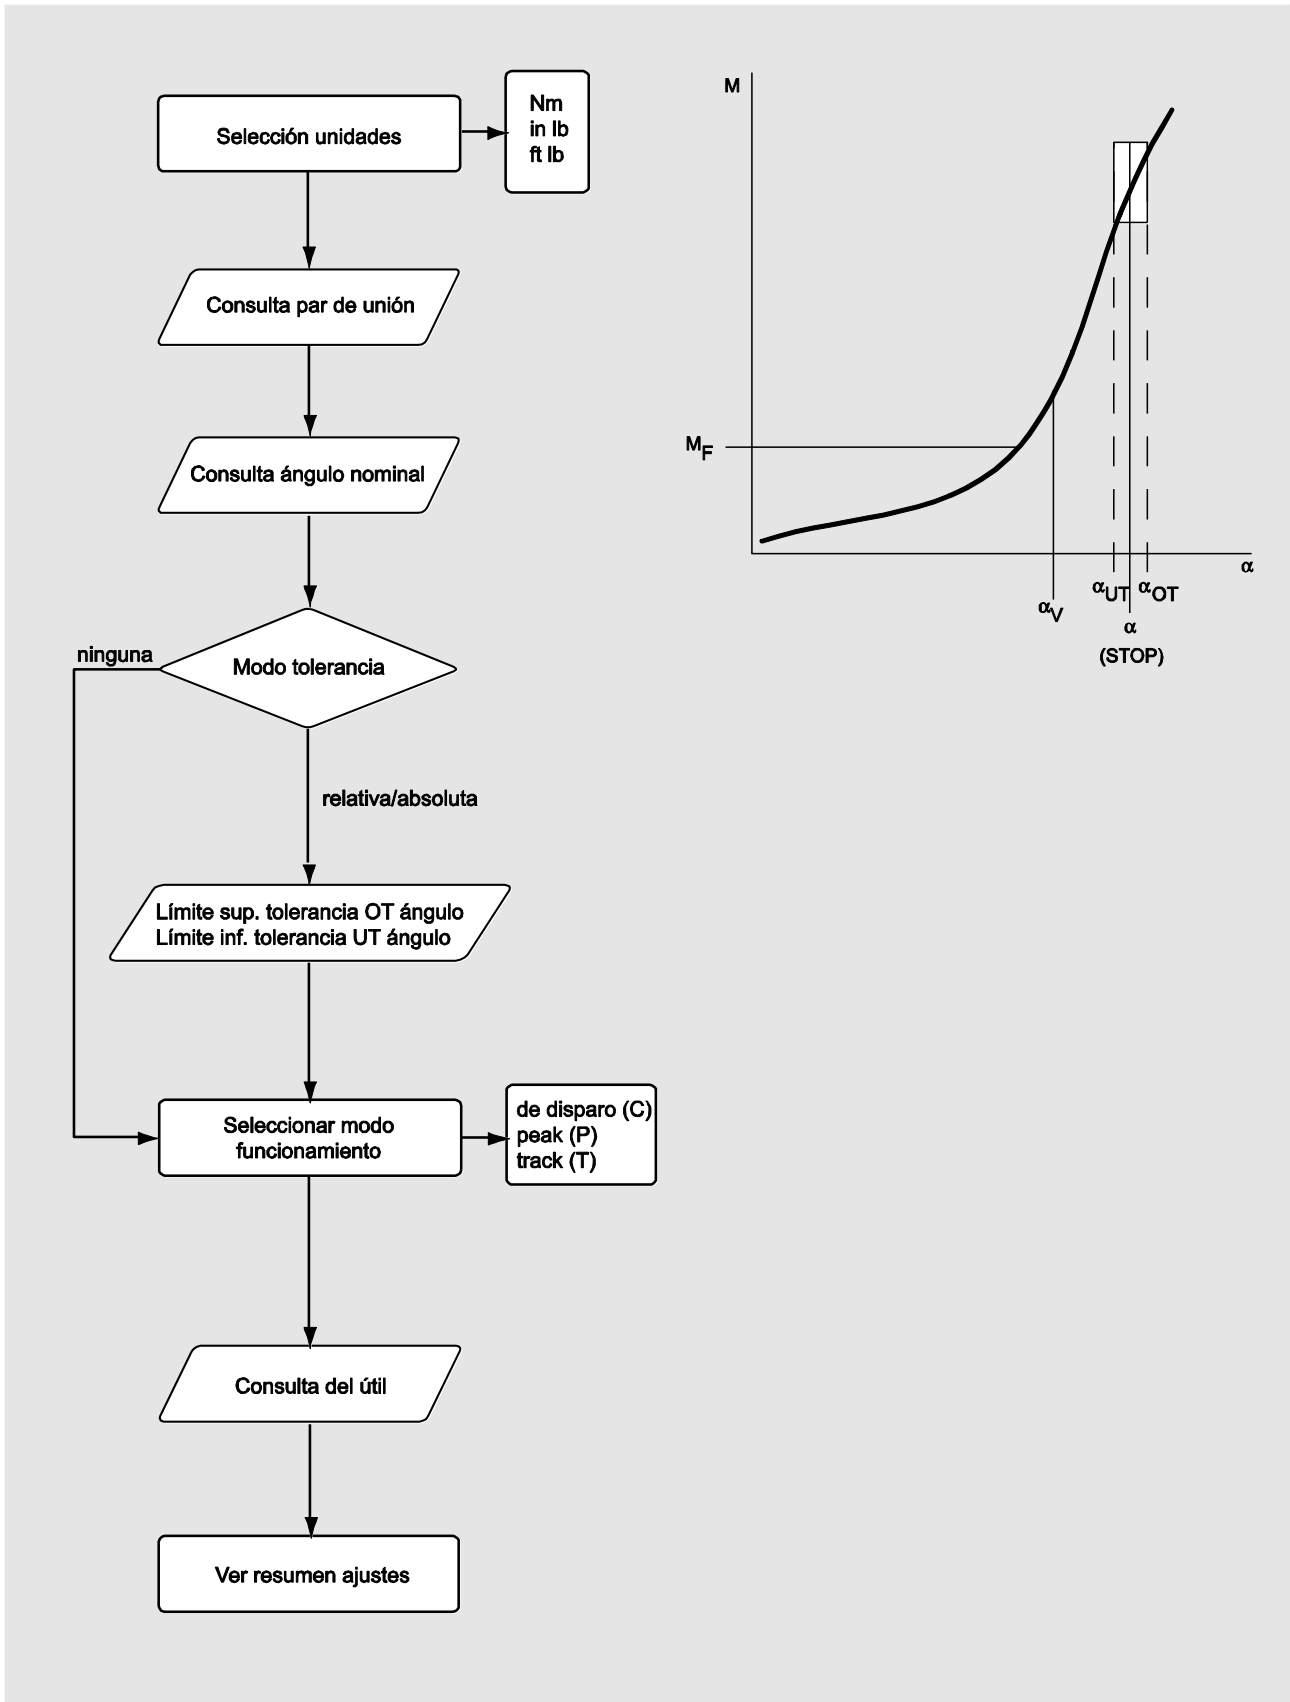 Selección unidades
Nm
in lb
ft lb
Consulta par de unión
Consulta ángulo nominal
Modo tolerancia
ninguna
relativa/absoluta
Límite sup. tolerancia OT ángulo
Límite inf. tolerancia UT ángulo
Seleccionar modo
funcionamiento
de disparo (C)
peak (P)
track (T)
Consulta del útil
Ver resumen ajustes
M
MF
α
αV
αUT
αOT
α
(STOP)